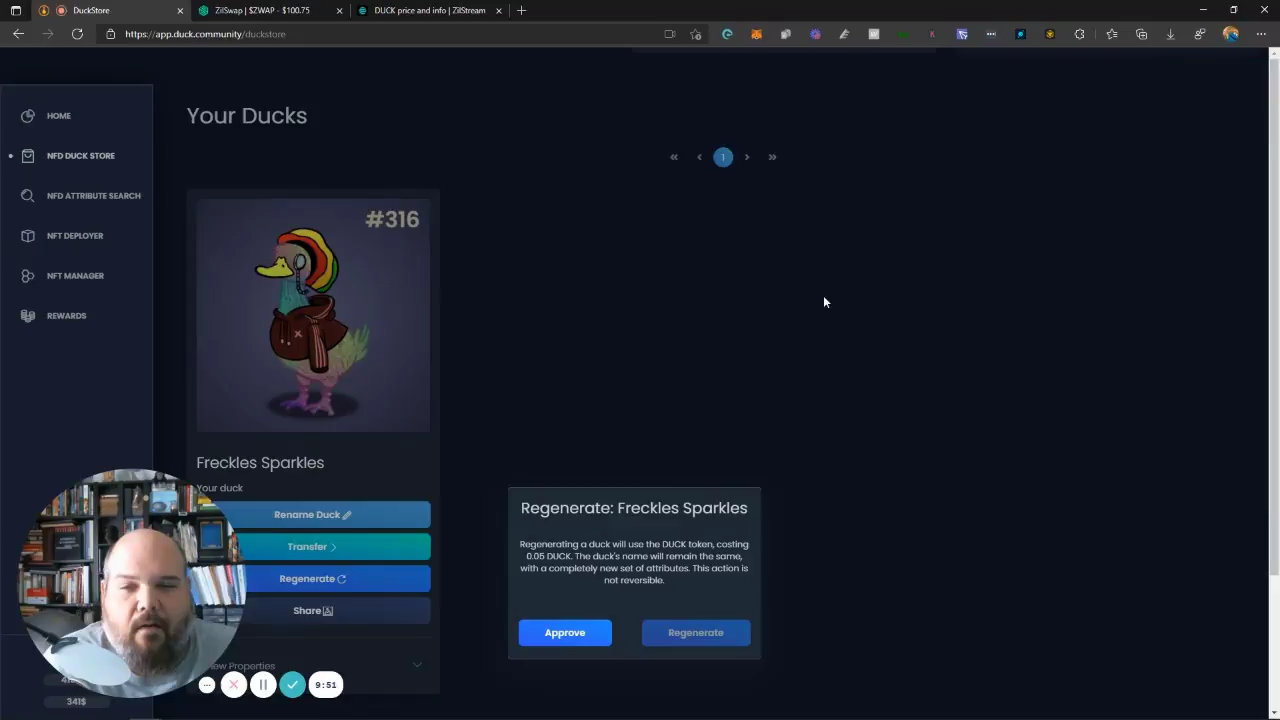 DuckStore
ZilSwap | $ZWAP - $100.75
DUCK price and info | ZilStream
https://app.duck.community/duckstore
HOME
NFD DUCK STORE
NFD ATTRIBUTE SEARCH
NFT DEPLOYER
NFT MANAGER
REWARDS
Your Ducks
« ‹ 1 › »
#316
Freckles Sparkles
Your duck
Rename Duck
Transfer
Regenerate
Share
Properties
Regenerate: Freckles Sparkles
Regenerating a duck will use the DUCK token, costing
0.05 DUCK. The duck's name will remain the same,
with a completely new set of attributes. This action is
not reversible.
Approve
Regenerate
9:51
341$